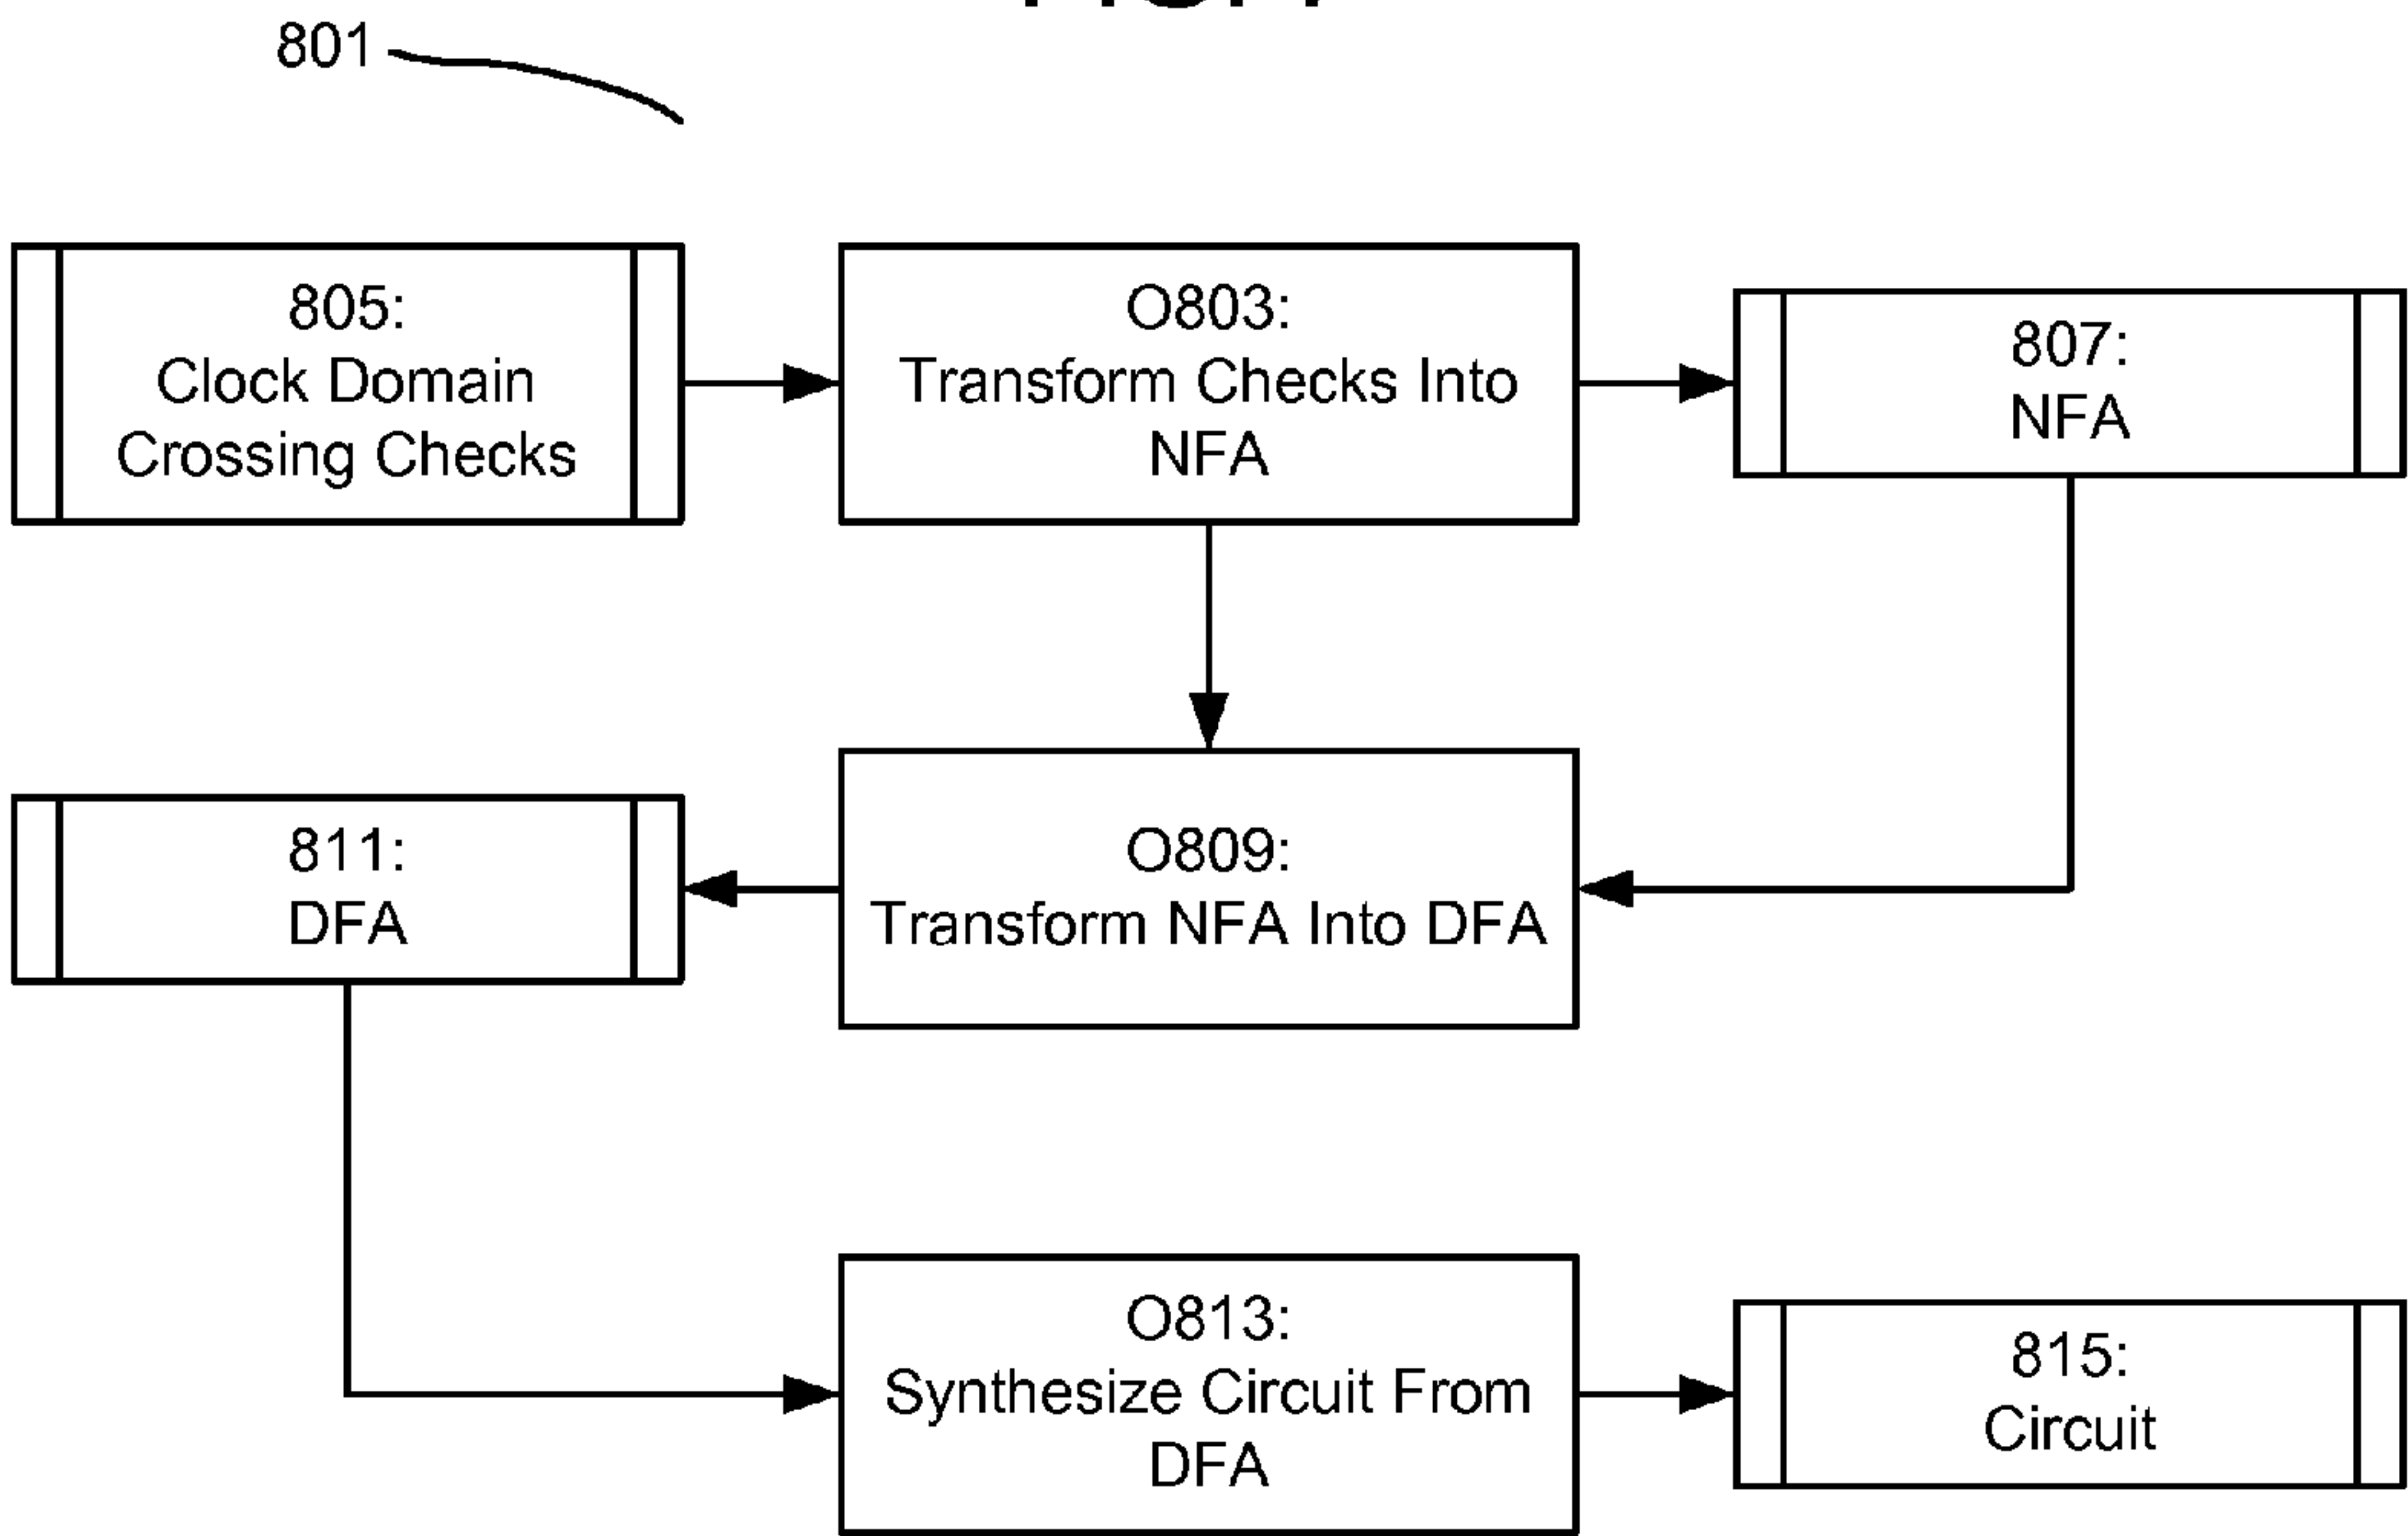 801
805:
Clock Domain
Crossing Checks
O803:
Transform Checks Into
NFA
807:
NFA
811:
DFA
O809:
Transform NFA Into DFA
O813:
Synthesize Circuit From
DFA
815:
Circuit